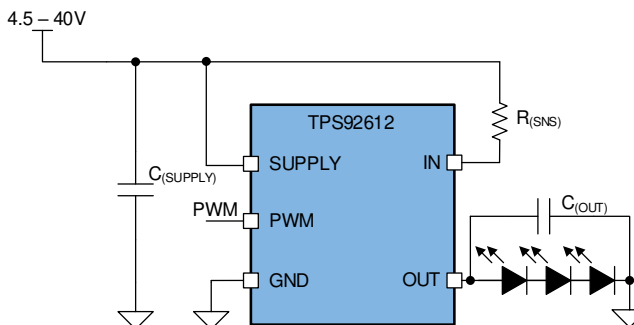 4.5 – 40V
TPS92612
R(SNS)
SUPPLY
IN
C(SUPPLY)
PWM
PWM
C(OUT)
GND
OUT